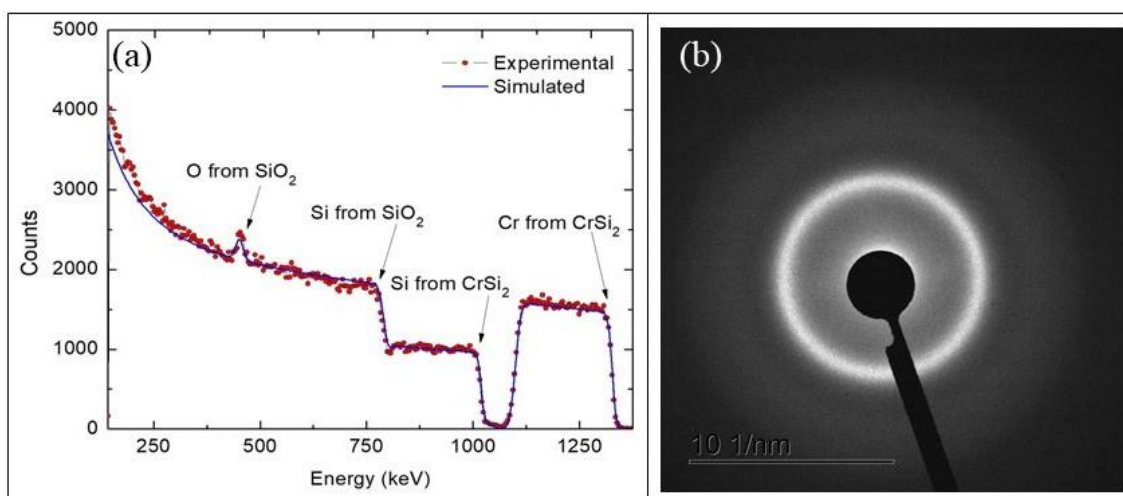 (a)
Experimental
Simulated
O from SiO₂
Si from SiO₂
Cr from CrSi₂
Si from CrSi₂
5000
4000
3000
2000
1000
0
Counts
250
500
750
1000
1250
Energy (keV)
(b)
10 1/nm